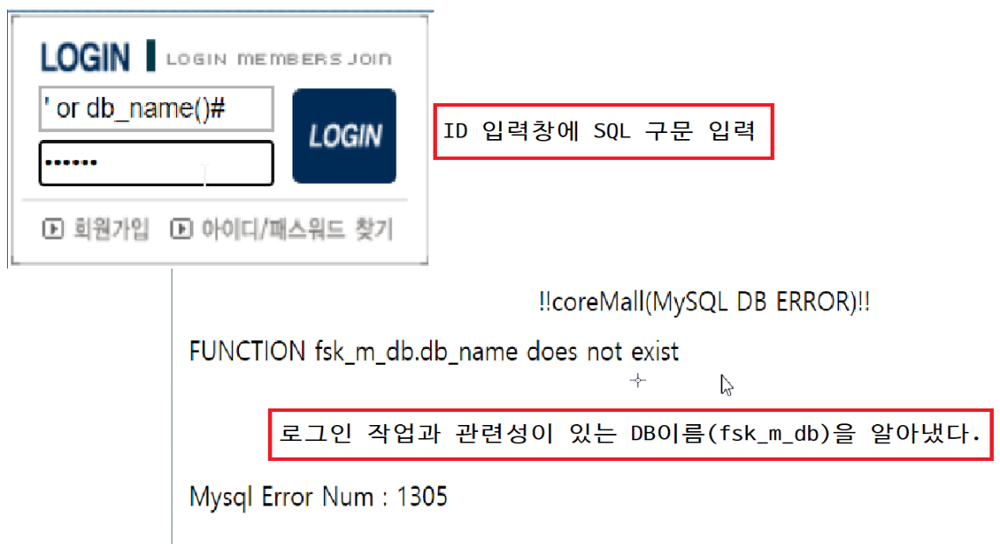 LOGIN LOGIN MEMBERS JOIN
' or db_name()#
••••••
LOGIN
ID 입력창에 SQL 구문 입력
회원가입 아이디/패스워드 찾기
!!coreMall(MySQL DB ERROR)!!
FUNCTION fsk_m_db.db_name does not exist
로그인 작업과 관련성이 있는 DB이름(fsk_m_db)을 알아냈다.
Mysql Error Num : 1305